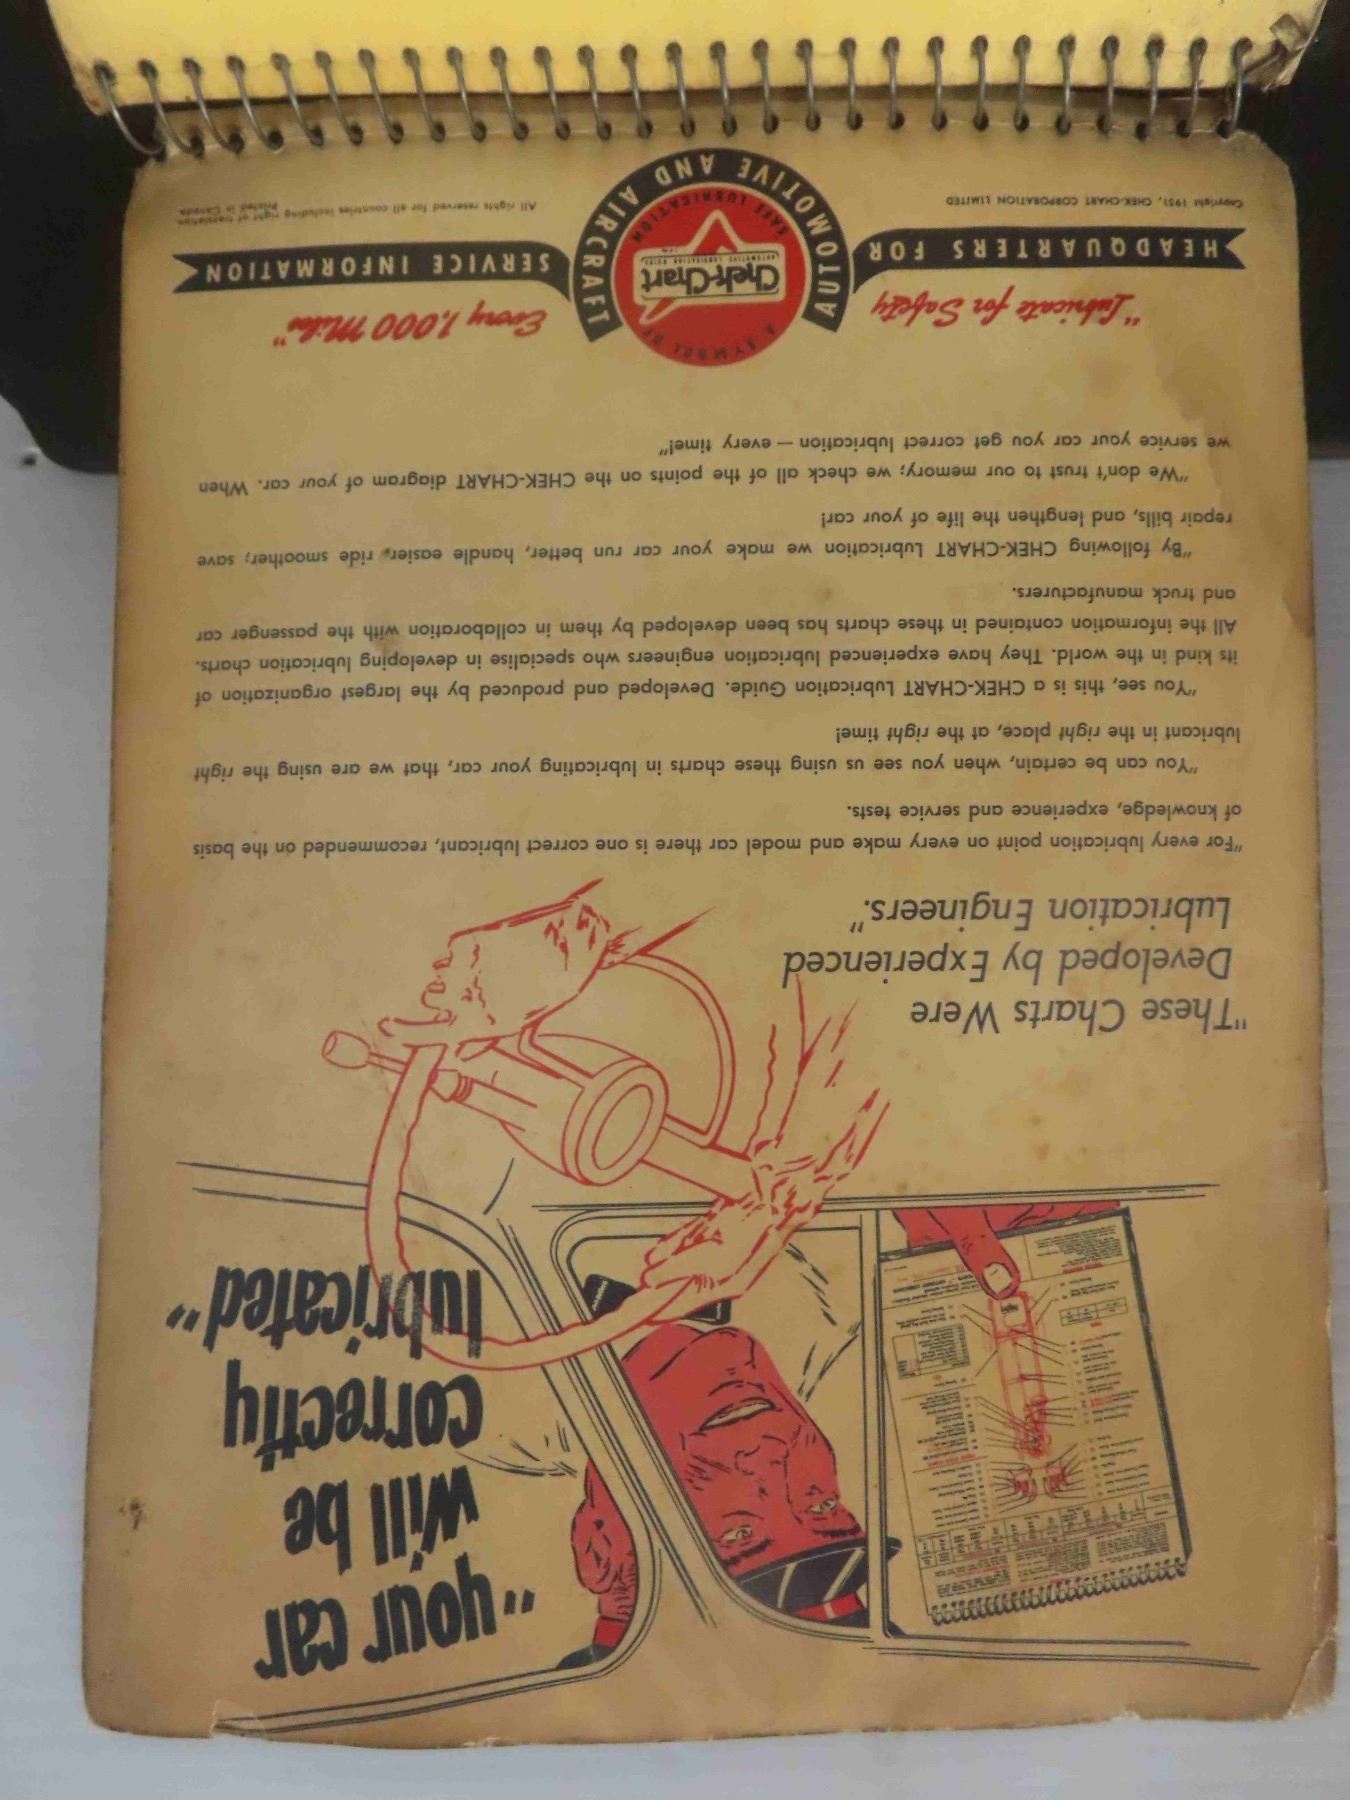 "your car
will be
correctly
lubricated"
"These Charts Were
Developed by Experienced
Lubrication Engineers."
"For every lubrication point on every make and model car there is one correct lubricant, recommended on the basis
of knowledge, experience and service tests.
"You can be certain, when you see us using these charts in lubricating your car, that we are using the right
lubricant in the right place, at the right time!
"You see, this is a CHEK-CHART Lubrication Guide. Developed and produced by the largest organization of
its kind in the world. They have experienced lubrication engineers who specialise in developing lubrication charts.
All the information contained in these charts has been developed by them in collaboration with the passenger car
and truck manufacturers.
"By following CHEK-CHART Lubrication we make your car run better, handle easier, ride smoother; save
repair bills, and lengthen the life of your car!
"We don't trust to our memory; we check all of the points on the CHEK-CHART diagram of your car. When
we service your car you get correct lubrication — every time!"
"Lubricate for Safety
Every 1,000 Miles"
HEADQUARTERS FOR
AUTOMOTIVE AND AIRCRAFT
SERVICE INFORMATION
A SYMBOL OF
Chek-Chart
AUTOMOTIVE LUBRICATION GUIDE
SAFE LUBRICATION
Copyright 1951, CHEK-CHART CORPORATION LIMITED
All rights reserved for all countries including right of translation
Printed in Canada